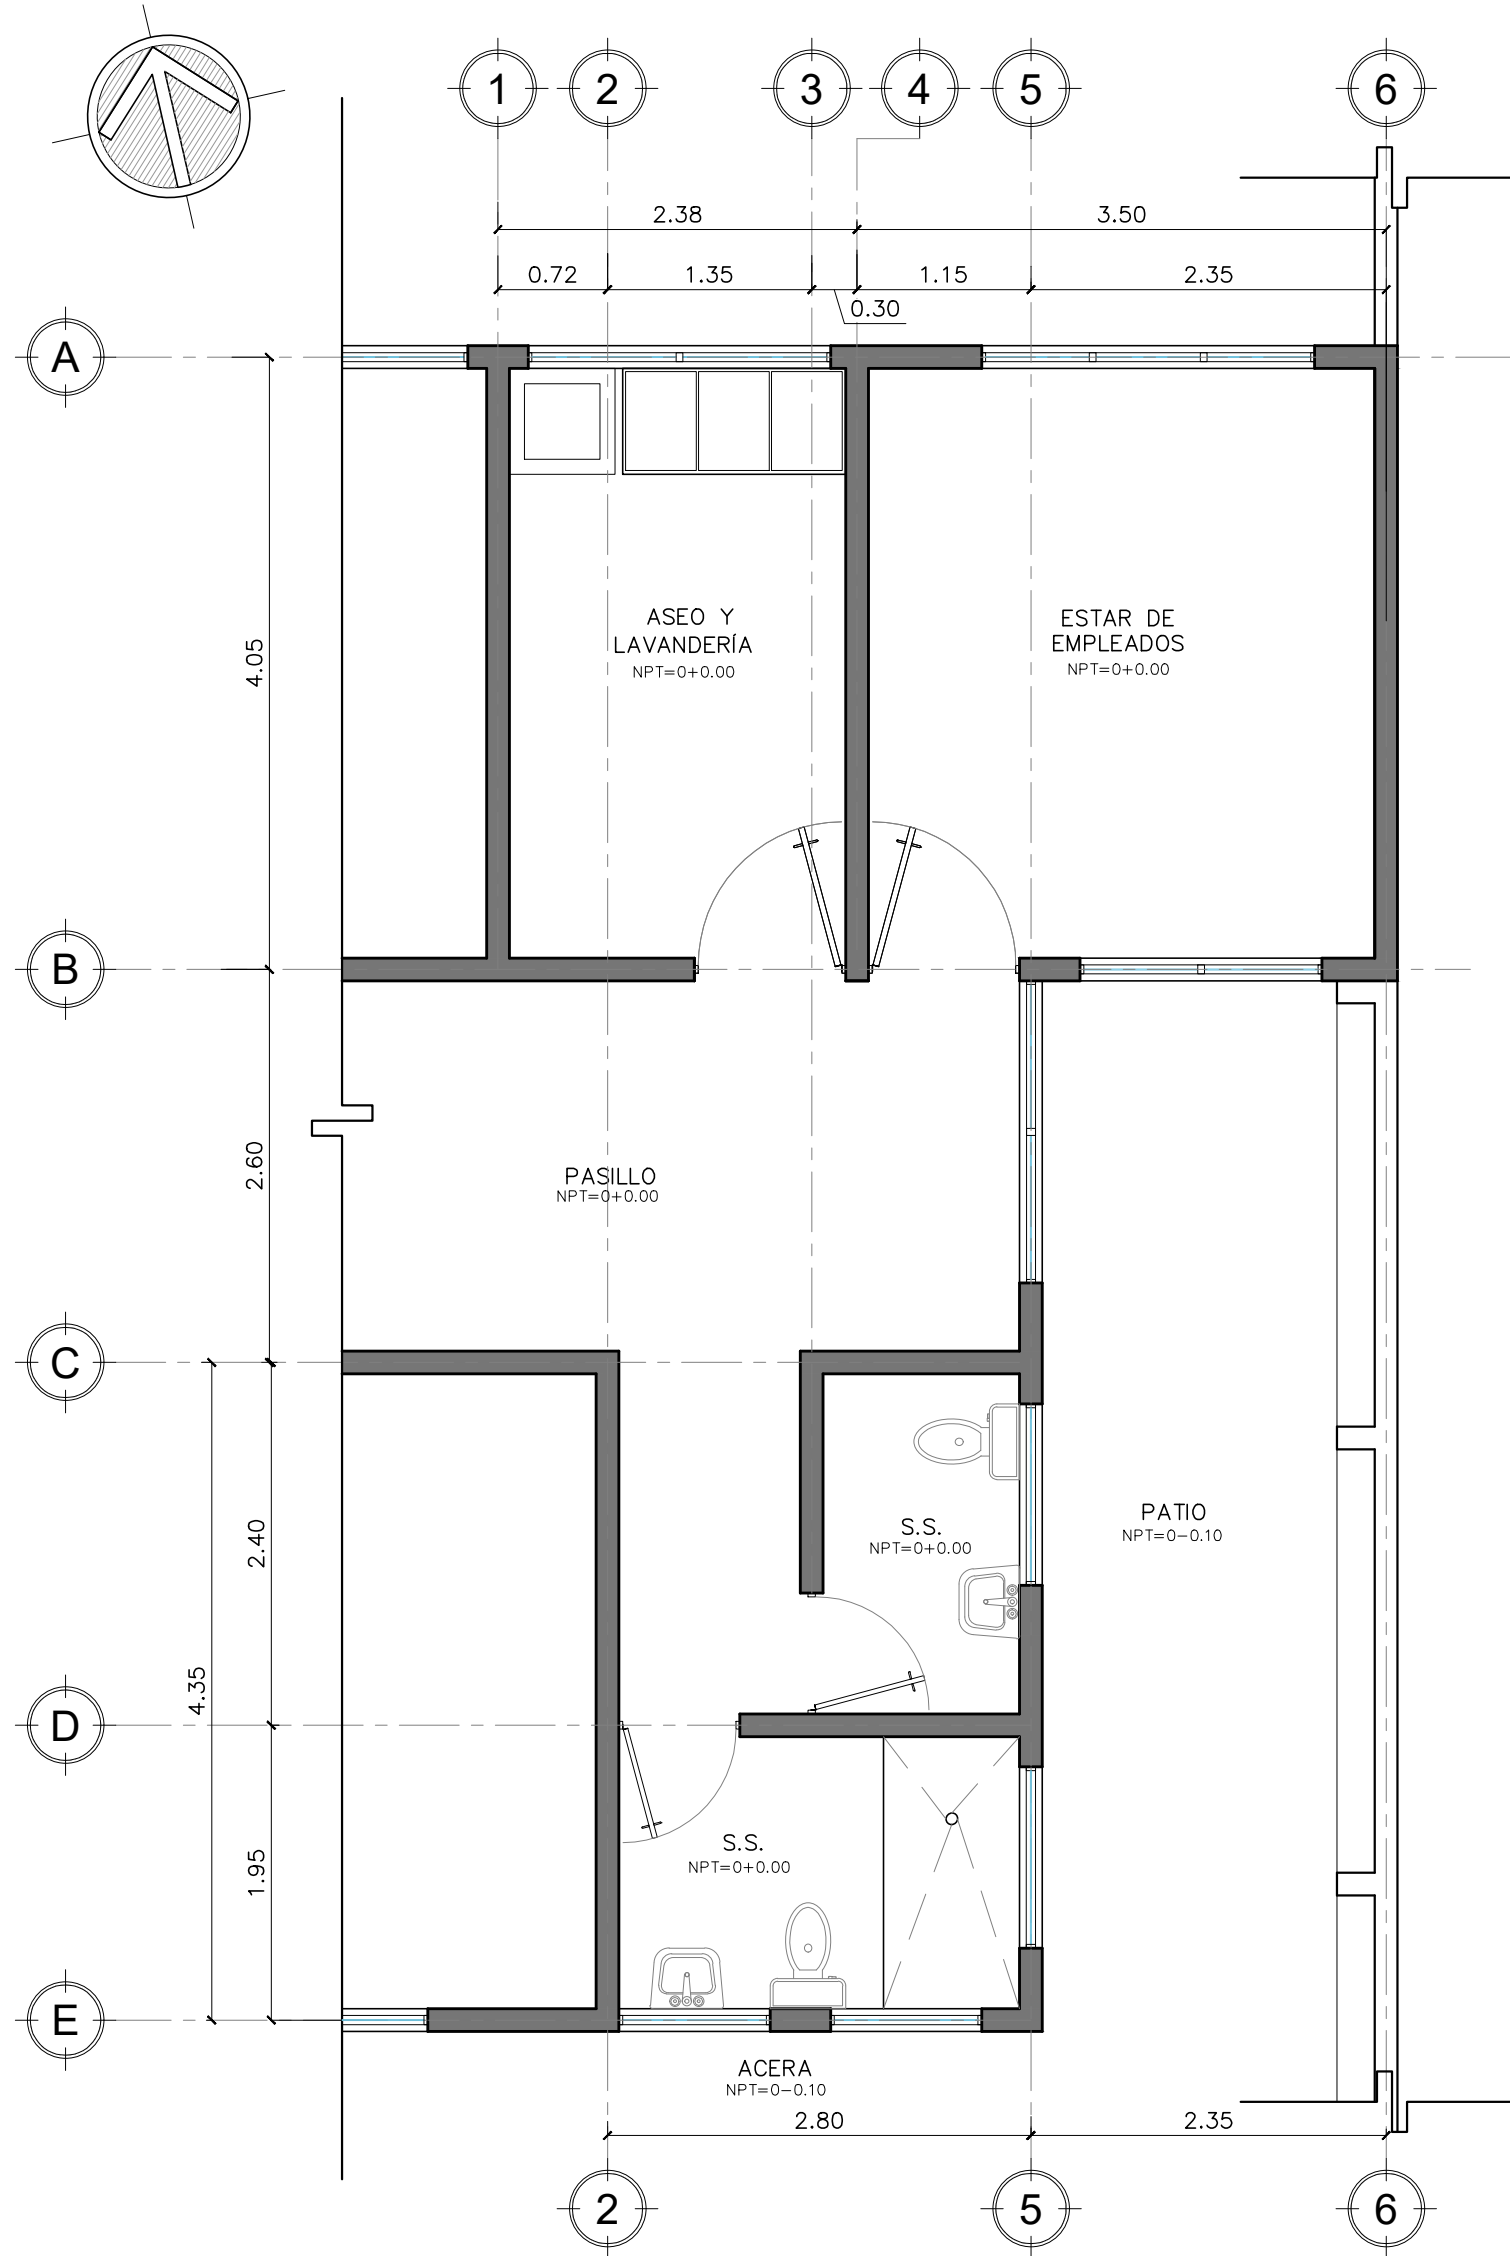 1
2
3
4
5
6
2.38
3.50
0.72
1.35
1.15
2.35
0.30
A
ASEO Y
LAVANDERÍA
NPT=0+0.00
ESTAR DE
EMPLEADOS
NPT=0+0.00
4.05
B
2.60
PASILLO
NPT=0+0.00
C
S.S.
NPT=0+0.00
PATIO
NPT=0-0.10
2.40
4.35
D
S.S.
NPT=0+0.00
1.95
E
ACERA
NPT=0-0.10
2.80
2.35
2
5
6